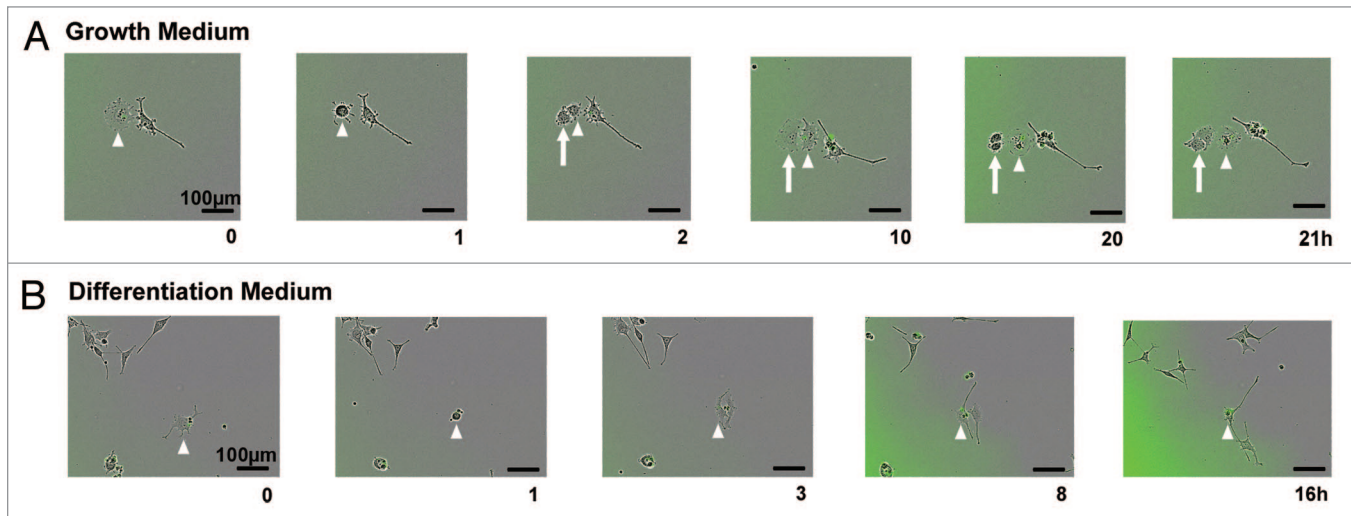 A Growth Medium
100µm
0 1 2 10 20 21h
B Differentiation Medium
100µm
0 1 3 8 16h